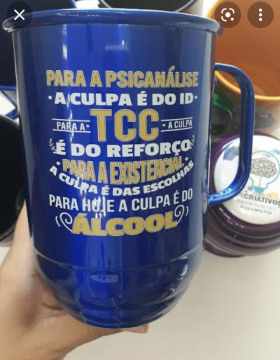 PARA A PSICANÁLISE
• A CULPA É DO ID •
PARA A • TCC • A CULPA
É DO REFORÇO
• PARA A EXISTENCIAL •
A CULPA É DAS ESCOLHAS
PARA HOJE A CULPA É DO
ÁLCOOL
CRIATIVOS